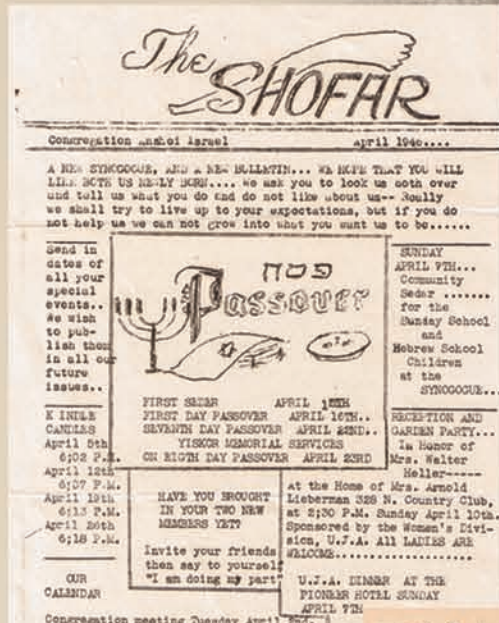 The
SHOFAR
Congregation Anshei Israel April 194
A NEW SYNOGOGUE, AND A NEW BULLETIN... WE HOPE THAT YOU WILL
LIKE BOTH US NEWLY BORN.... We ask you to look us both over
and tell us what you do and do not like about us-- Really
we shall try to live up to your expectations, but if you do
not help us we can not grow into what you want us to be......
Send in
dates of
all your
special
events..
We wish
to pub-
lish them
in all our
future
issues..
פסח
Passover
FIRST SEDER APRIL
FIRST DAY PASSOVER APRIL 16TH..
SEVENTH DAY PASSOVER APRIL 22ND..
YISKOR MEMORIAL SERVICES
ON EIGTH DAY PASSOVER APRIL 23RD
SUNDAY
APRIL 7TH...
Community
Sedar .......
for the
Sunday School
and
Hebrew School
Children
at the
SYNOGOGUE...
KINDLE
CANDLES
April 5th
6;02 P.M.
April 12th
6;07 P.M.
April 19th
6;13 P.M.
April 26th
6;18 P.M.
OUR
CALENDAR
HAVE YOU BROUGHT
IN YOUR TWO NEW
MEMBERS YET?
Invite your friends
then say to yourself
"I am doing my part"
RECEPTION AND
GARDEN PARTY...
In Honor of
Mrs. Walter
Heller-----
At the Home of Mrs. Arnold
Lieberman 328 N. Country Club,
at 2;30 P.M. Sunday April 10th.
Sponsored by the Women's Divi-
sion, U.J.A. All LADIES ARE
WELCOME......................
U.J.A. DINNER AT THE
PIONEER HOTEL SUNDAY
APRIL 7TH
Congregation meeting Tuesday April